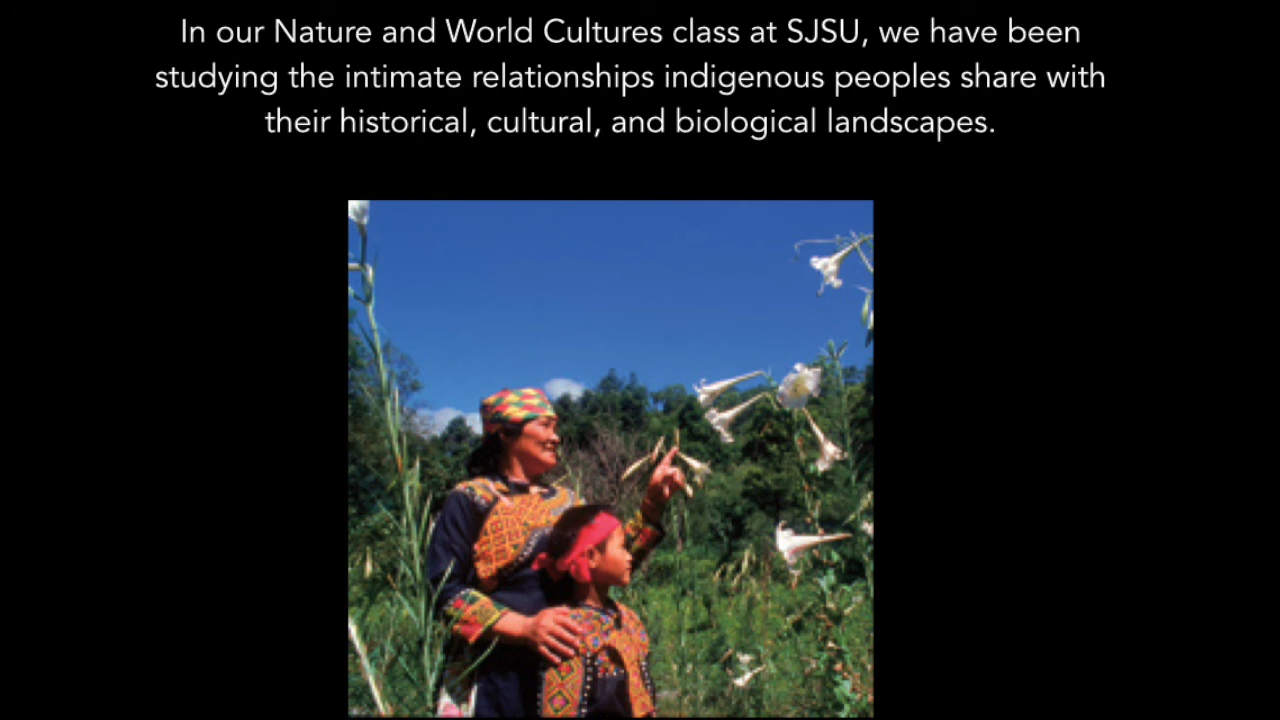 In our Nature and World Cultures class at SJSU, we have been
studying the intimate relationships indigenous peoples share with
their historical, cultural, and biological landscapes.